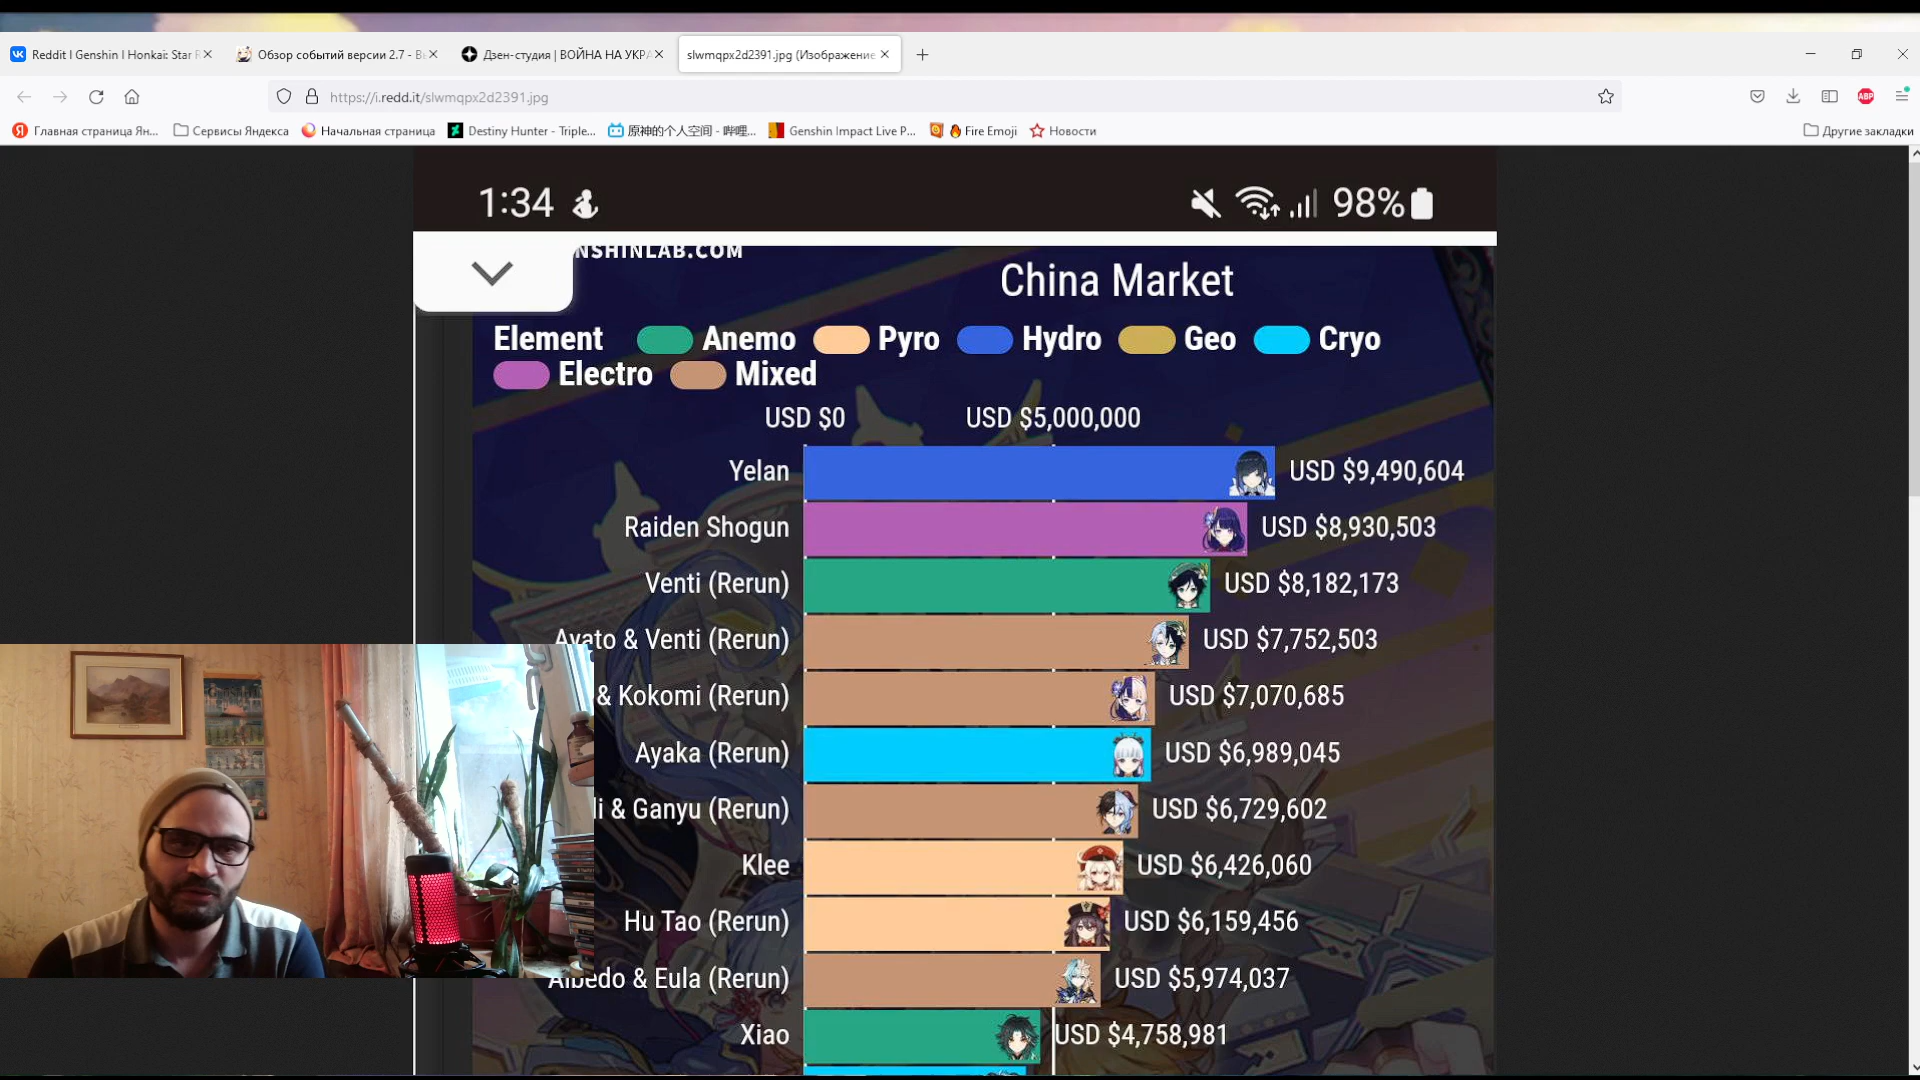 Reddit I Genshin I Honkai: Star R
Обзор событий версии 2.7 - Вы
Дзен-студия | ВОЙНА НА УКРА
slwmqpx2d2391.jpg (Изображение
https://i.redd.it/slwmqpx2d2391.jpg
ABP
Главная страница Ян...
Сервисы Яндекса
Начальная страница
Destiny Hunter - Triple...
原神的个人空间 - 哔哩...
Genshin Impact Live P...
Fire Emoji
Новости
Другие закладки
1:34
98%
NSHINLAB.COM
China Market
Element Anemo Pyro Hydro Geo Cryo
Electro Mixed
USD $0 USD $5,000,000
Yelan USD $9,490,604
Raiden Shogun USD $8,930,503
Venti (Rerun) USD $8,182,173
Ayato & Venti (Rerun) USD $7,752,503
& Kokomi (Rerun) USD $7,070,685
Ayaka (Rerun) USD $6,989,045
li & Ganyu (Rerun) USD $6,729,602
Klee USD $6,426,060
Hu Tao (Rerun) USD $6,159,456
Albedo & Eula (Rerun) USD $5,974,037
Xiao USD $4,758,981